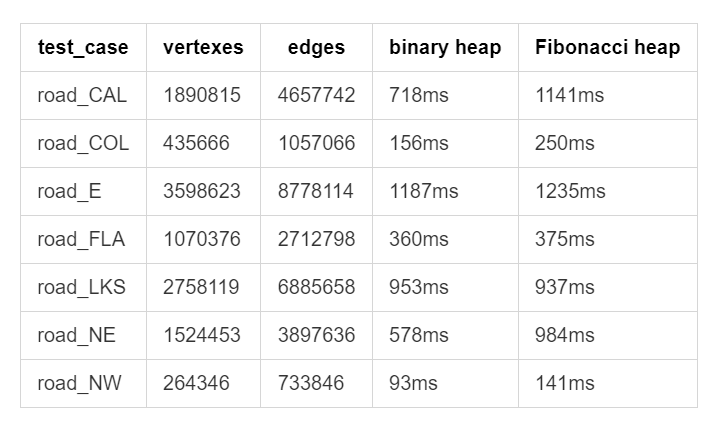 test_case vertexes edges binary heap Fibonacci heap
road_CAL 1890815 4657742 718ms 1141ms
road_COL 435666 1057066 156ms 250ms
road_E 3598623 8778114 1187ms 1235ms
road_FLA 1070376 2712798 360ms 375ms
road_LKS 2758119 6885658 953ms 937ms
road_NE 1524453 3897636 578ms 984ms
road_NW 264346 733846 93ms 141ms